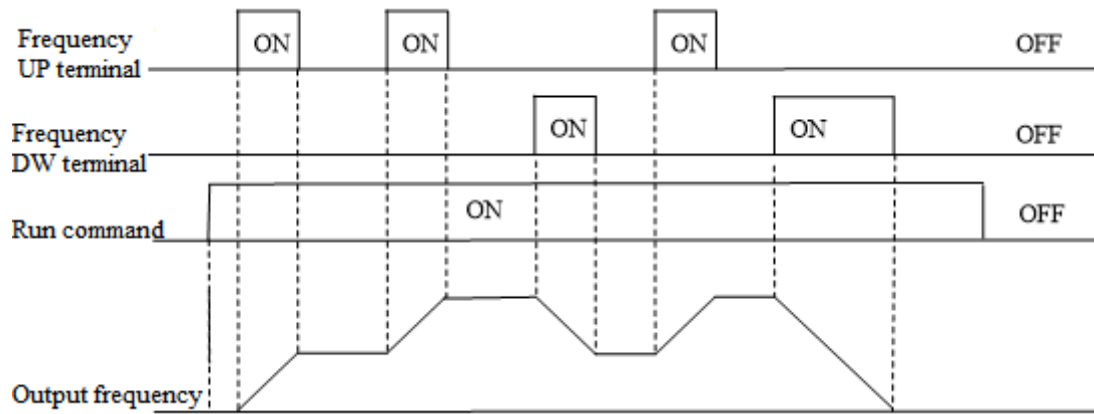 Frequency ON ON ON OFF
UP terminal
Frequency ON ON OFF
DW terminal
Run command ON OFF
Output frequency